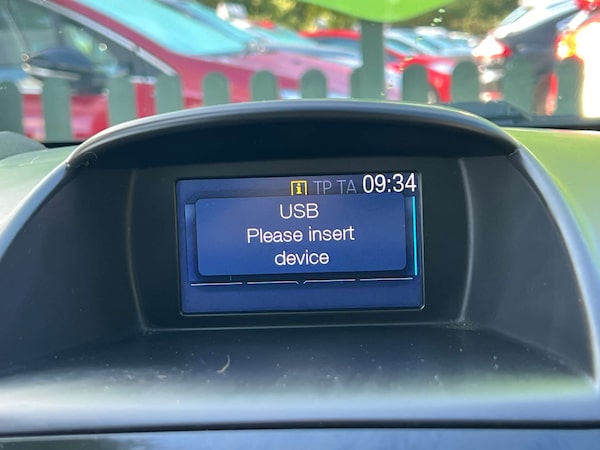 i TP TA 09:34
USB
Please insert
device